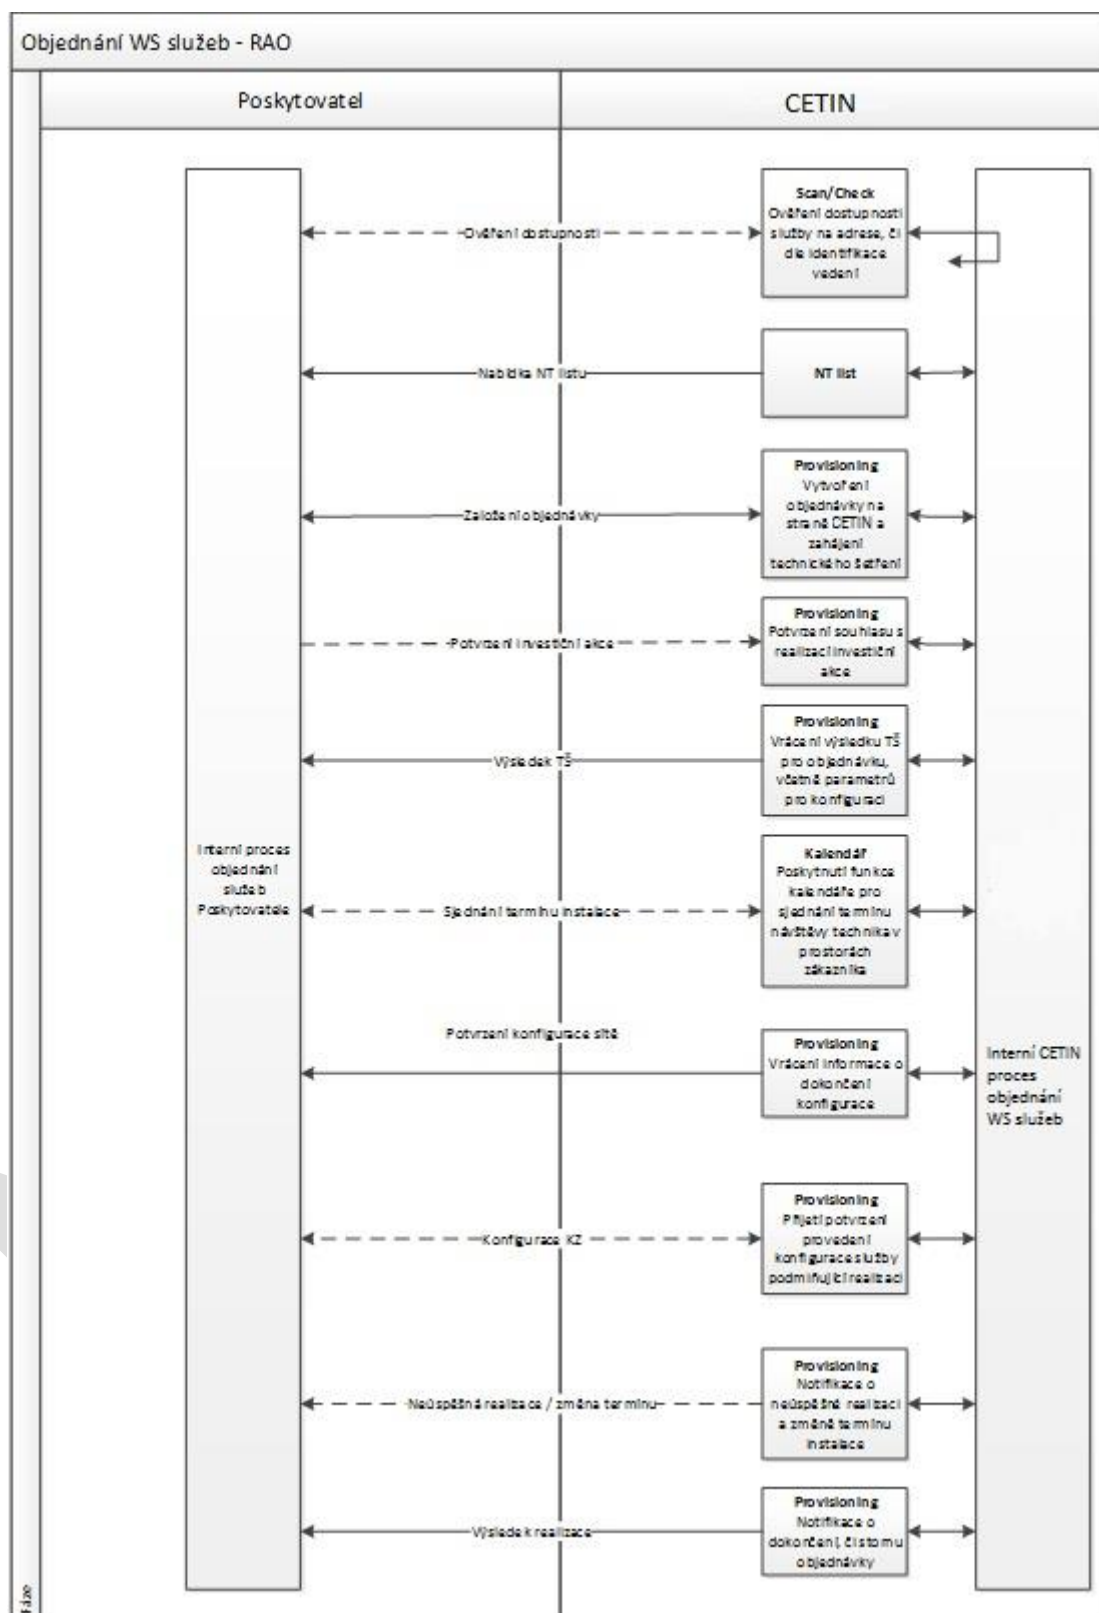 Objednání WS služeb - RAO
Poskytovatel
CETIN
Scan/Check
Ověření dostupnosti
služby na adrese, či
dle identifikace
vedení
Ověření dostupnosti
NT list
Nabídka NT listu
Provisioning
Vytvoření
objednávky na
straně CETIN a
zahájení
technického šetření
Založení objednávky
Provisioning
Potvrzení souhlasu s
realizací investiční
akce
Potvrzení investiční akce
Provisioning
Vrácení výsledku TŠ
pro objednávku,
včetně parametrů
pro konfiguraci
Výsledek TŠ
Interní proces
objednání
služeb
Poskytovatele
Kalendář
Poskytnutí funkce
kalendáře pro
sjednání termínu
návštěvy technika v
prostorách
zákazníka
Sjednání termínu instalace
Potvrzení konfigurace sítě
Provisioning
Vrácení informace o
dokončení
konfigurace
Interní CETIN
proces
objednání
WS služeb
Provisioning
Přijetí potvrzení
provedení
konfigurace služby
podmiňující realizaci
Konfigurace KZ
Provisioning
Notifikace o
neúspěšné realizaci
a změně termínu
instalace
Neúspěšná realizace / změna termínu
Provisioning
Notifikace o
dokončení, či stornu
objednávky
Výsledek realizace
Fáze